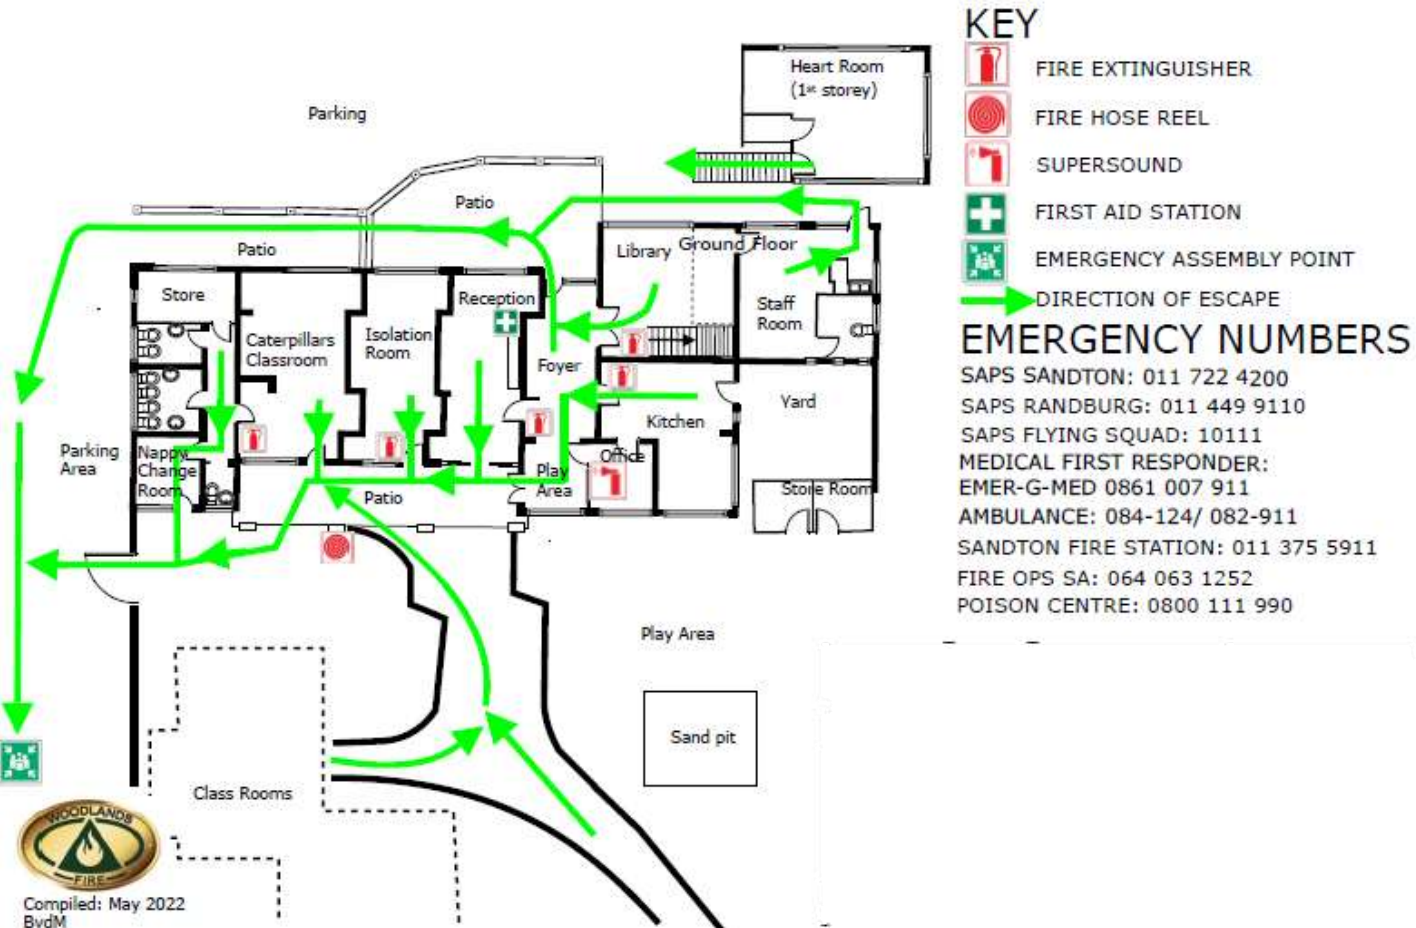 KEY
FIRE EXTINGUISHER
FIRE HOSE REEL
SUPERSOUND
FIRST AID STATION
EMERGENCY ASSEMBLY POINT
DIRECTION OF ESCAPE
EMERGENCY NUMBERS
SAPS SANDTON: 011 722 4200
SAPS RANDBURG: 011 449 9110
SAPS FLYING SQUAD: 10111
MEDICAL FIRST RESPONDER:
EMER-G-MED 0861 007 911
AMBULANCE: 084-124/ 082-911
SANDTON FIRE STATION: 011 375 5911
FIRE OPS SA: 064 063 1252
POISON CENTRE: 0800 111 990
Heart Room
(1st storey)
Parking
Patio
Patio
Library
Ground Floor
Store
Reception
Staff
Room
Caterpillars
Classroom
Isolation
Room
Foyer
Kitchen
Yard
Parking
Area
Nappy
Change
Room
Office
Play
Area
Patio
Store Room
Play Area
Sand pit
Class Rooms
WOODLANDS
FIRE
Compiled: May 2022
BvdM